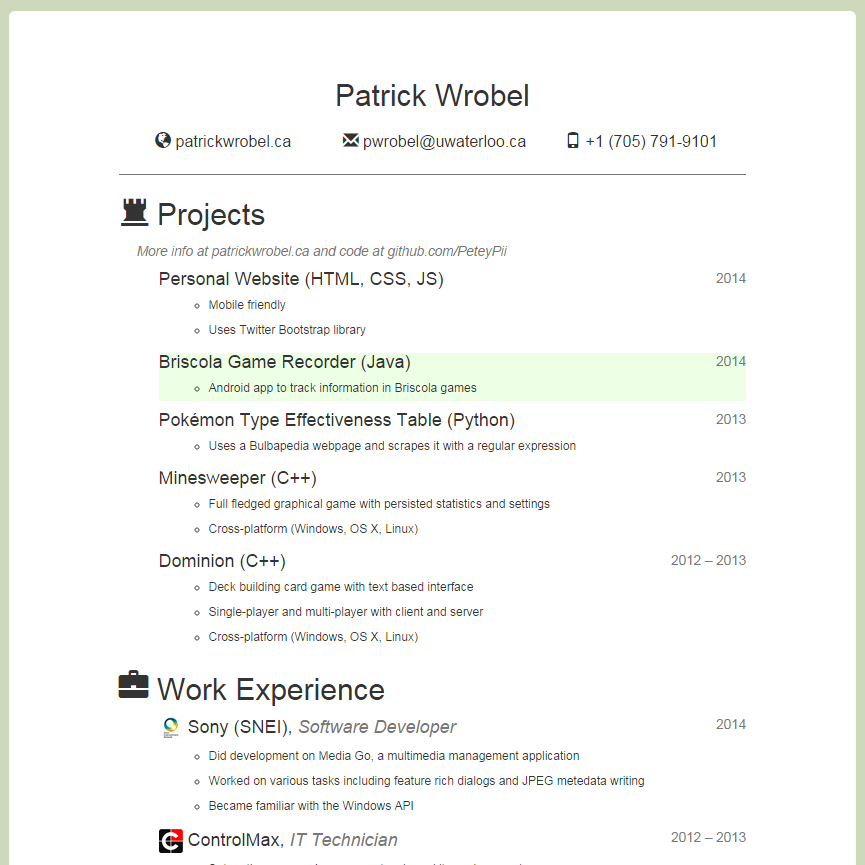 Patrick Wrobel
patrickwrobel.ca pwrobel@uwaterloo.ca +1 (705) 791-9101
Projects
More info at patrickwrobel.ca and code at github.com/PeteyPii
Personal Website (HTML, CSS, JS) 2014
Mobile friendly
Uses Twitter Bootstrap library
Briscola Game Recorder (Java) 2014
Android app to track information in Briscola games
Pokémon Type Effectiveness Table (Python) 2013
Uses a Bulbapedia webpage and scrapes it with a regular expression
Minesweeper (C++) 2013
Full fledged graphical game with persisted statistics and settings
Cross-platform (Windows, OS X, Linux)
Dominion (C++) 2012 – 2013
Deck building card game with text based interface
Single-player and multi-player with client and server
Cross-platform (Windows, OS X, Linux)
Work Experience
Sony (SNEI), Software Developer 2014
Did development on Media Go, a multimedia management application
Worked on various tasks including feature rich dialogs and JPEG metedata writing
Became familiar with the Windows API
ControlMax, IT Technician 2012 – 2013